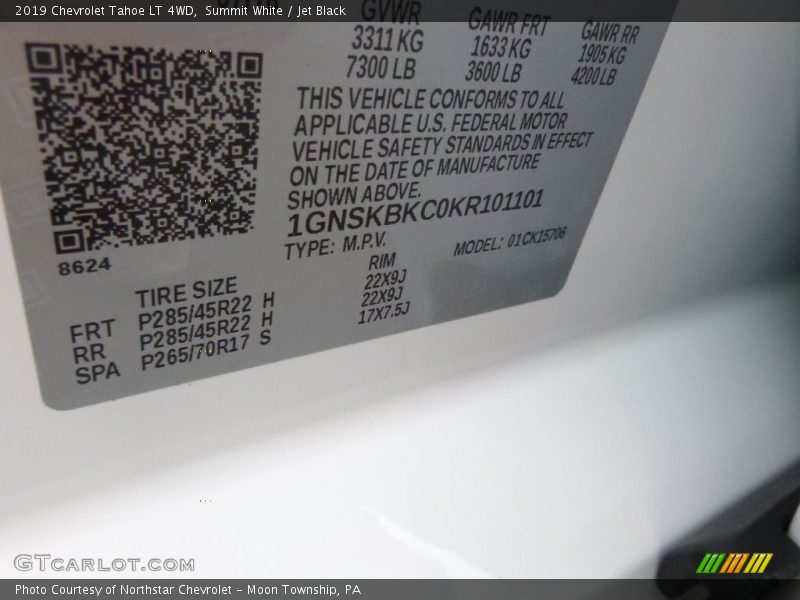 2019 Chevrolet Tahoe LT 4WD, Summit White / Jet Black
GVWR GAWR FRT GAWR RR
3311 KG 1633 KG 1905 KG
7300 LB 3600 LB 4200 LB
THIS VEHICLE CONFORMS TO ALL
APPLICABLE U.S. FEDERAL MOTOR
VEHICLE SAFETY STANDARDS IN EFFECT
ON THE DATE OF MANUFACTURE
SHOWN ABOVE.
1GNSKBKC0KR101101
TYPE: M.P.V. MODEL: 01CK15706
8624
TIRE SIZE RIM
FRT P285/45R22 H 22X9J
RR P285/45R22 H 22X9J
SPA P265/70R17 S 17X7.5J
GTCARLOT.COM
Photo Courtesy of Northstar Chevrolet - Moon Township, PA